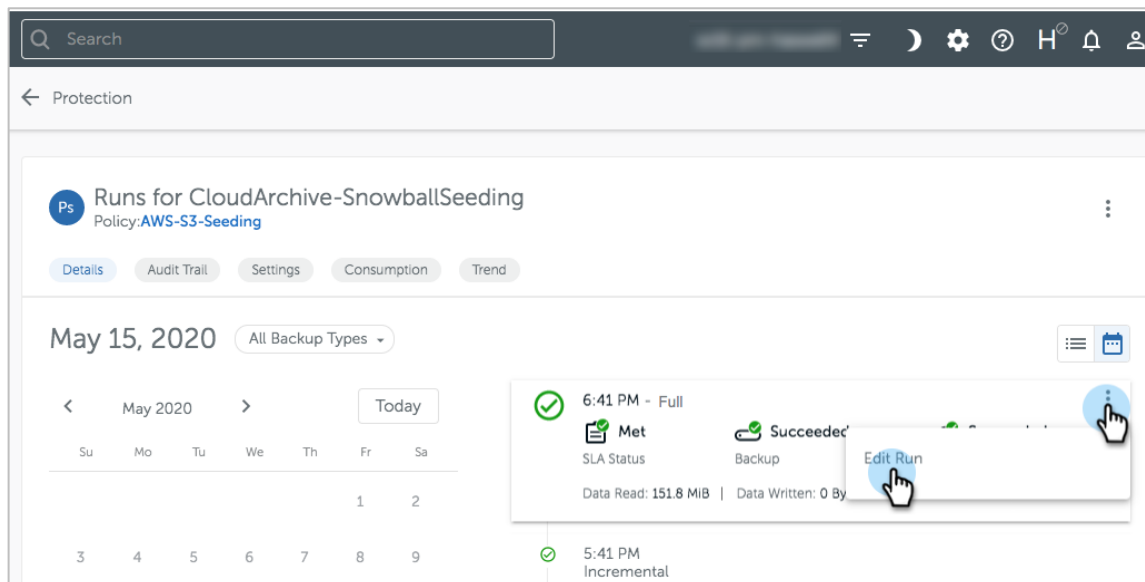 Search
H
Protection
Ps
Runs for CloudArchive-SnowballSeeding
Policy:AWS-S3-Seeding
Details Audit Trail Settings Consumption Trend
May 15, 2020 All Backup Types
May 2020 Today
Su Mo Tu We Th Fr Sa
1 2
3 4 5 6 7 8 9
6:41 PM - Full
Met Succeeded
SLA Status Backup
Edit Run
Data Read: 151.8 MiB | Data Written: 0 By
5:41 PM
Incremental